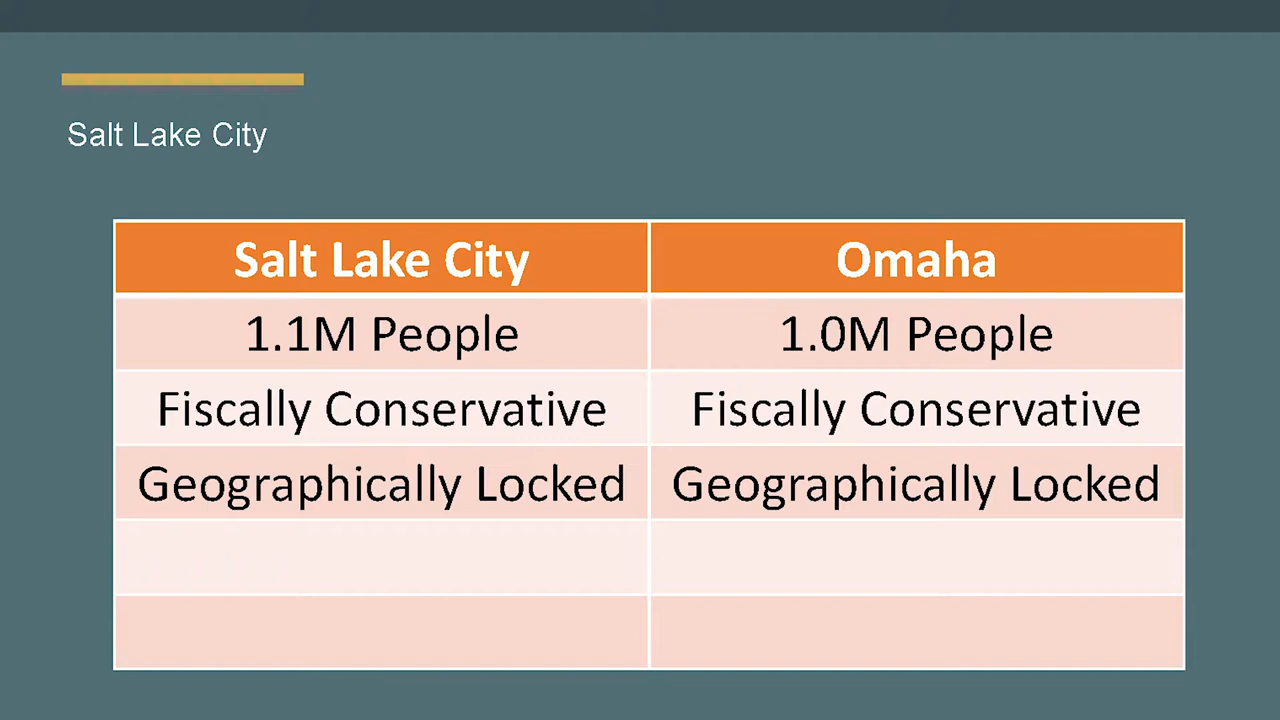 Salt Lake City
Salt Lake City Omaha
1.1M People 1.0M People
Fiscally Conservative Fiscally Conservative
Geographically Locked Geographically Locked